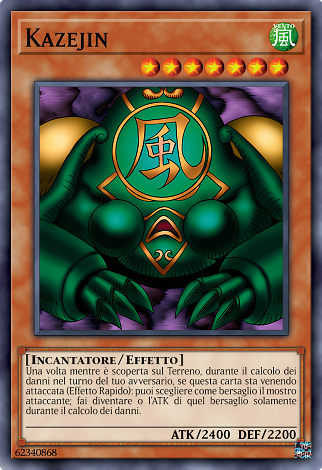 Kazejin
VENTO
風
風
[Incantatore/Effetto]
Una volta mentre è scoperta sul Terreno, durante il calcolo dei
danni nel turno del tuo avversario, se questa carta sta venendo
attaccata (Effetto Rapido): puoi scegliere come bersaglio il mostro
attaccante; fai diventare 0 l'ATK di quel bersaglio solamente
durante il calcolo dei danni.
ATK/2400 DEF/2200
62340868